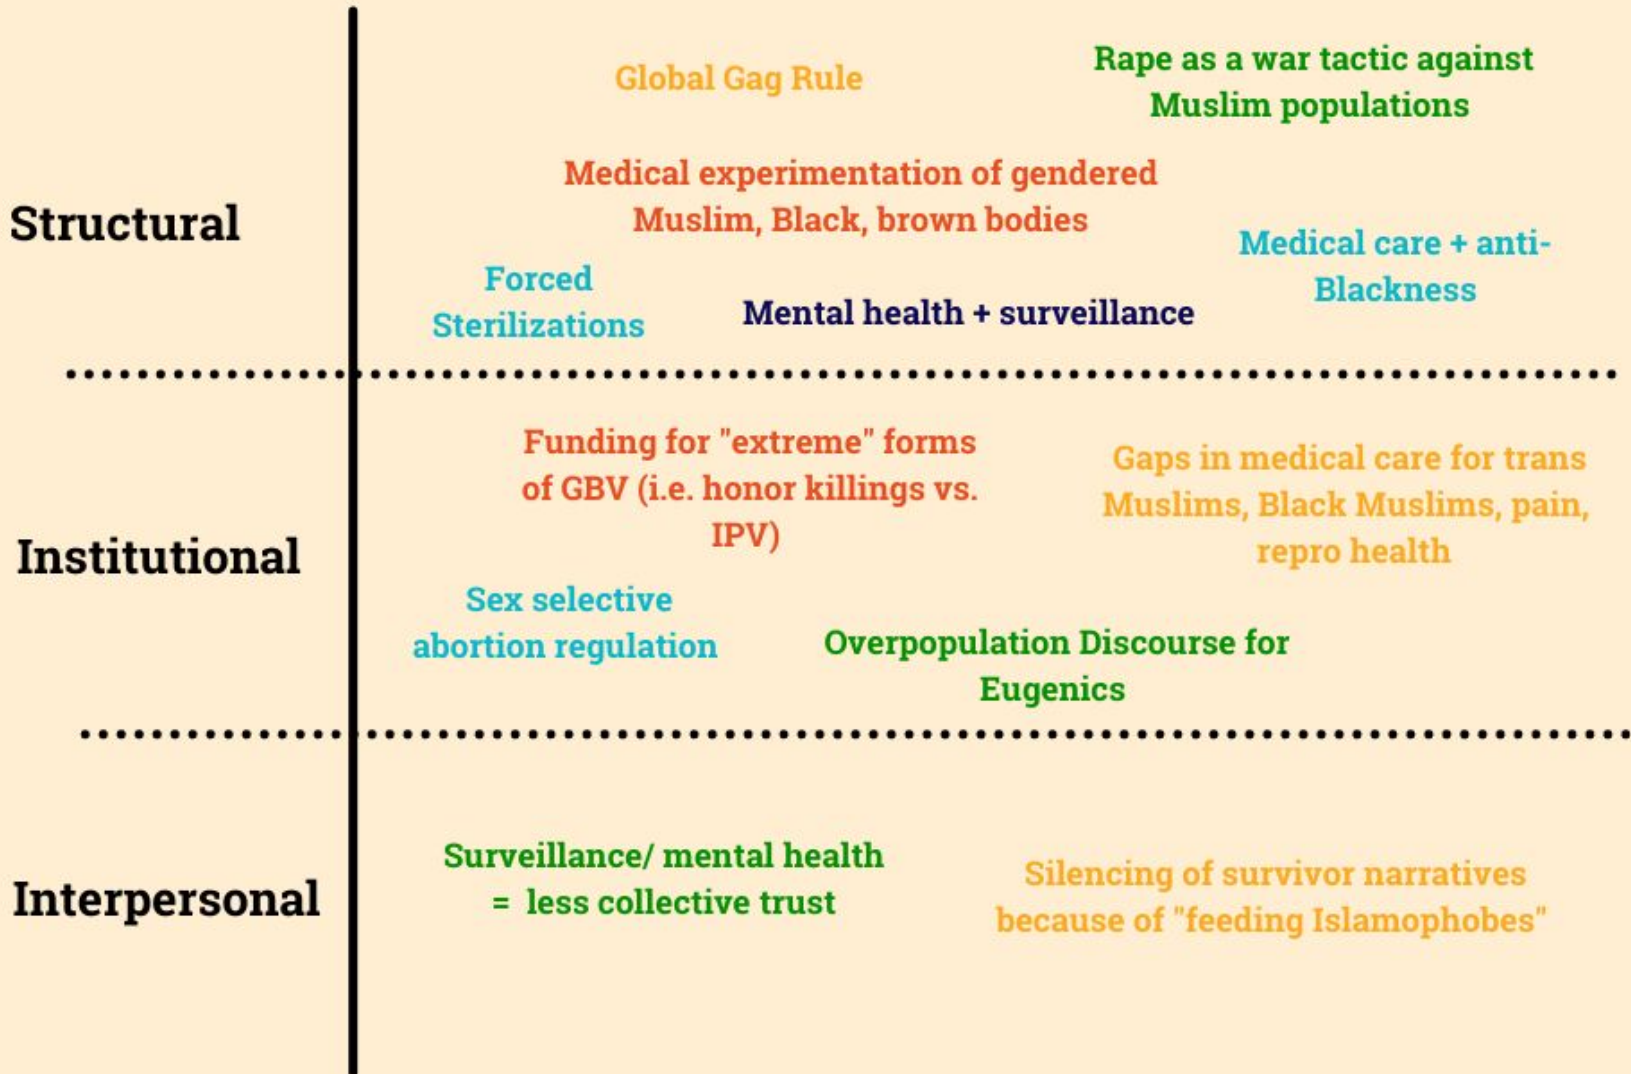 Structural
Global Gag Rule
Rape as a war tactic against
Muslim populations
Medical experimentation of gendered
Muslim, Black, brown bodies
Medical care + anti-
Blackness
Forced
Sterilizations
Mental health + surveillance
Institutional
Funding for "extreme" forms
of GBV (i.e. honor killings vs.
IPV)
Gaps in medical care for trans
Muslims, Black Muslims, pain,
repro health
Sex selective
abortion regulation
Overpopulation Discourse for
Eugenics
Interpersonal
Surveillance/ mental health
= less collective trust
Silencing of survivor narratives
because of "feeding Islamophobes"